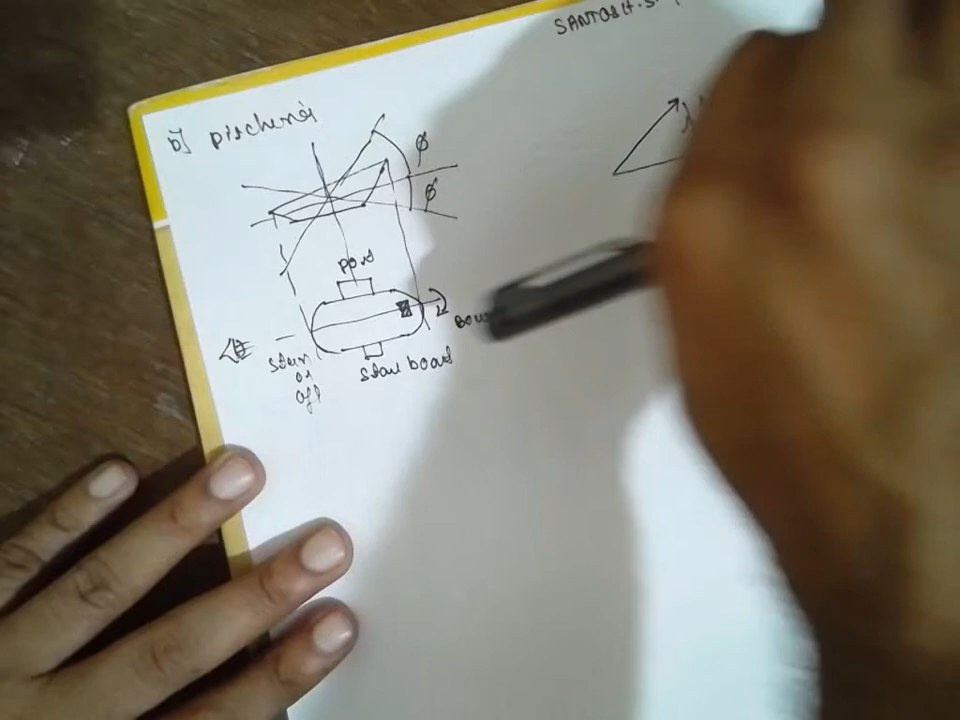 SANTOSH.S
b] Pitching
φ
φ
port
Bow
Stern
or
aft
Star board